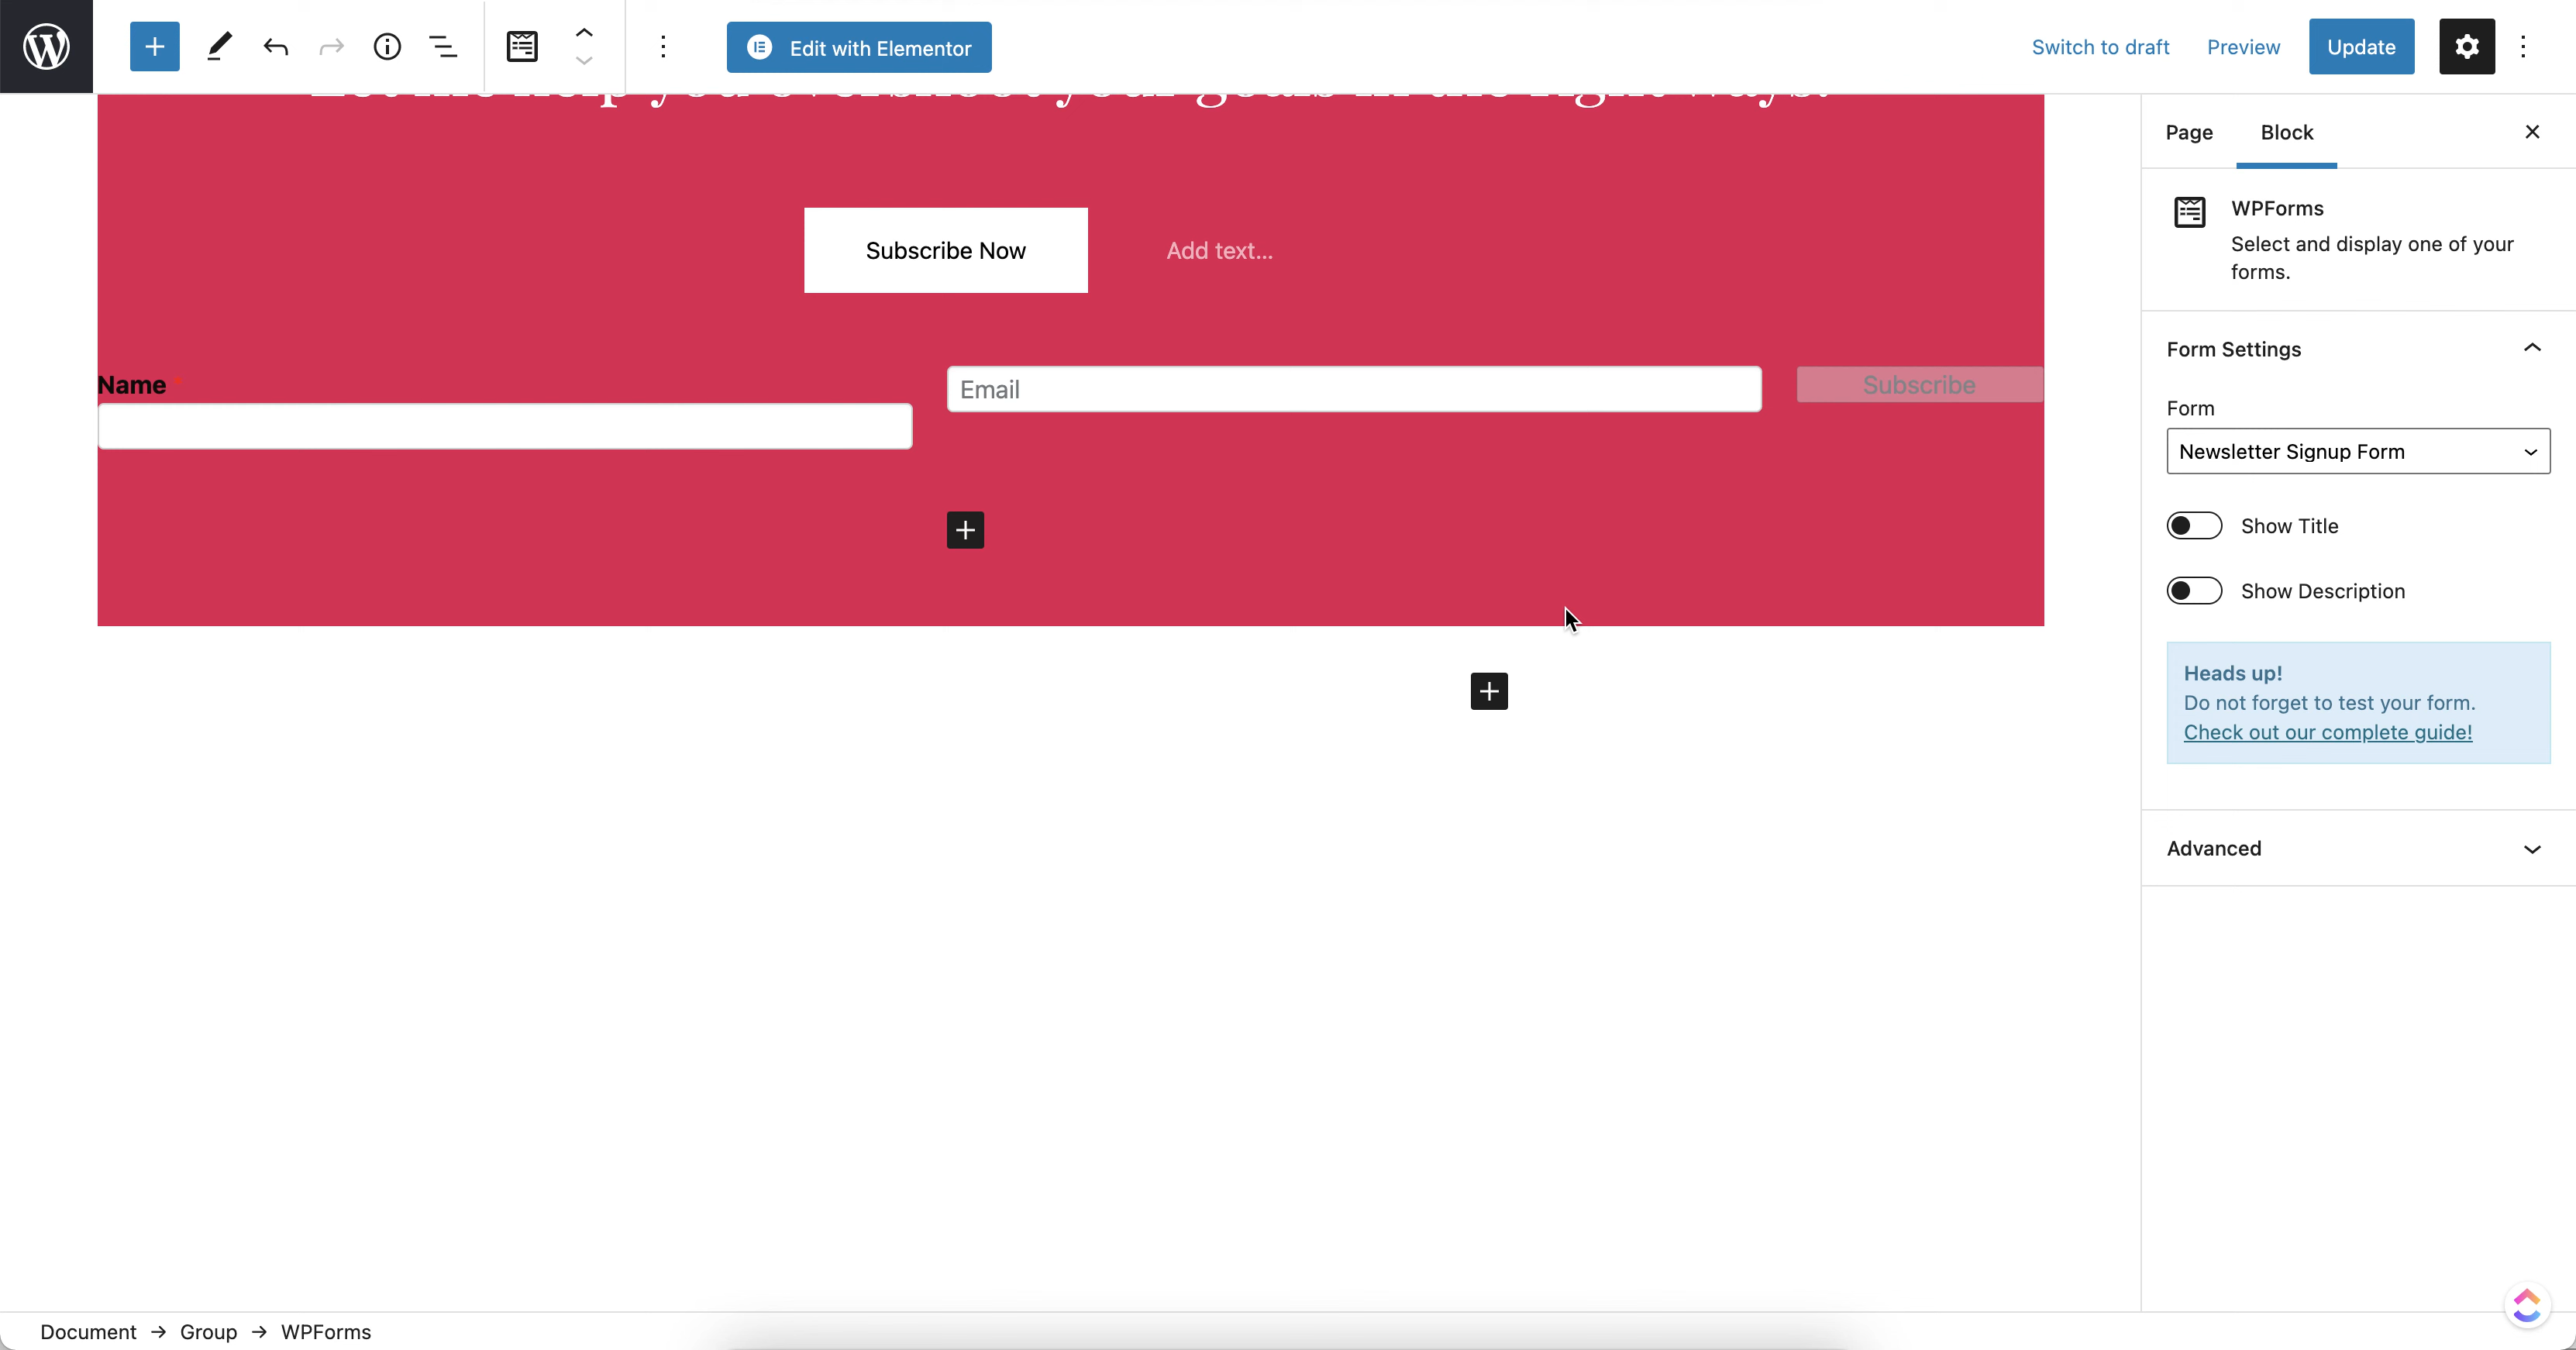 Edit with Elementor
Switch to draft
Preview
Update
Page
Block
WPForms
Select and display one of your
forms.
Subscribe Now
Add text...
Name *
Email
Subscribe
Form Settings
Form
Newsletter Signup Form
Show Title
Show Description
Heads up!
Do not forget to test your form.
Check out our complete guide!
Advanced
Document → Group → WPForms